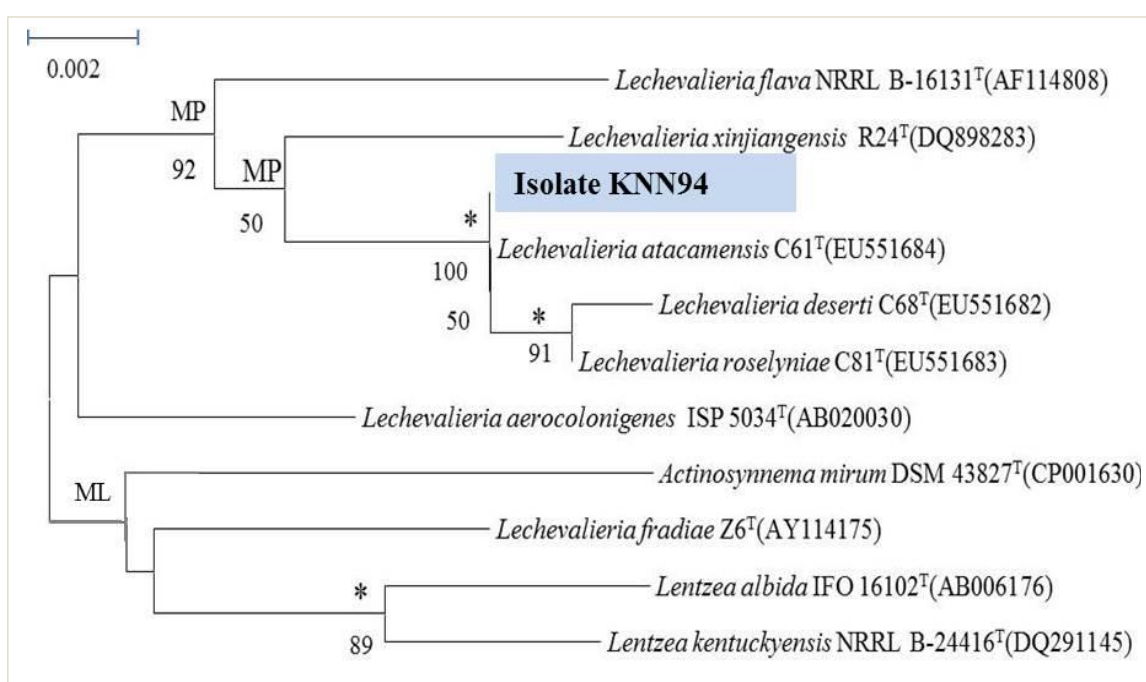 0.002
Lechevalieria flava NRRL B-16131T(AF114808)
MP
Lechevalieria xinjiangensis R24T(DQ898283)
92
MP
Isolate KNN94
50
*
Lechevalieria atacamensis C61T(EU551684)
100
Lechevalieria deserti C68T(EU551682)
50
*
91
Lechevalieria roselyniae C81T(EU551683)
Lechevalieria aerocolonigenes ISP 5034T(AB020030)
Actinosynnema mirum DSM 43827T(CP001630)
ML
Lechevalieria fradiae Z6T(AY114175)
*
Lentzea albida IFO 16102T(AB006176)
89
Lentzea kentuckyensis NRRL B-24416T(DQ291145)